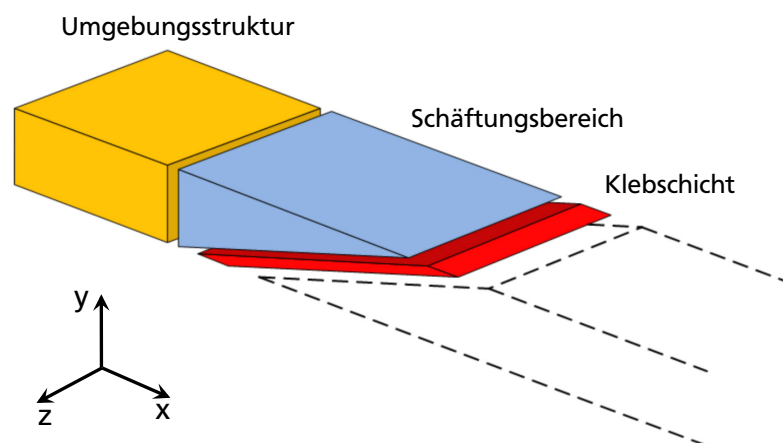 Umgebungsstruktur
Schäftungsbereich
Klebschicht
y
z
x